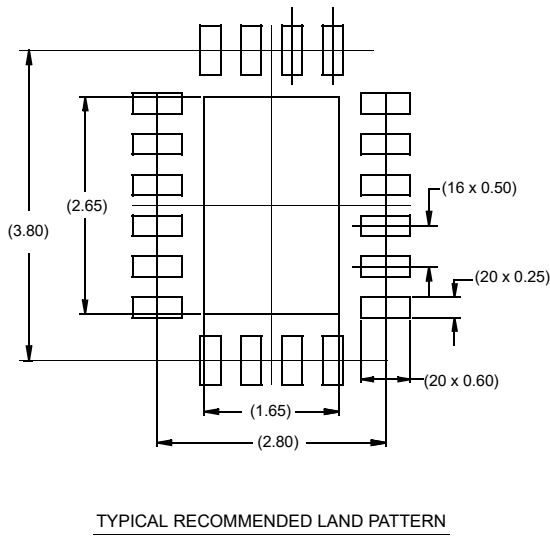 (16 x 0.50)
(2.65)
(3.80)
(20 x 0.25)
(20 x 0.60)
(1.65)
(2.80)
TYPICAL RECOMMENDED LAND PATTERN